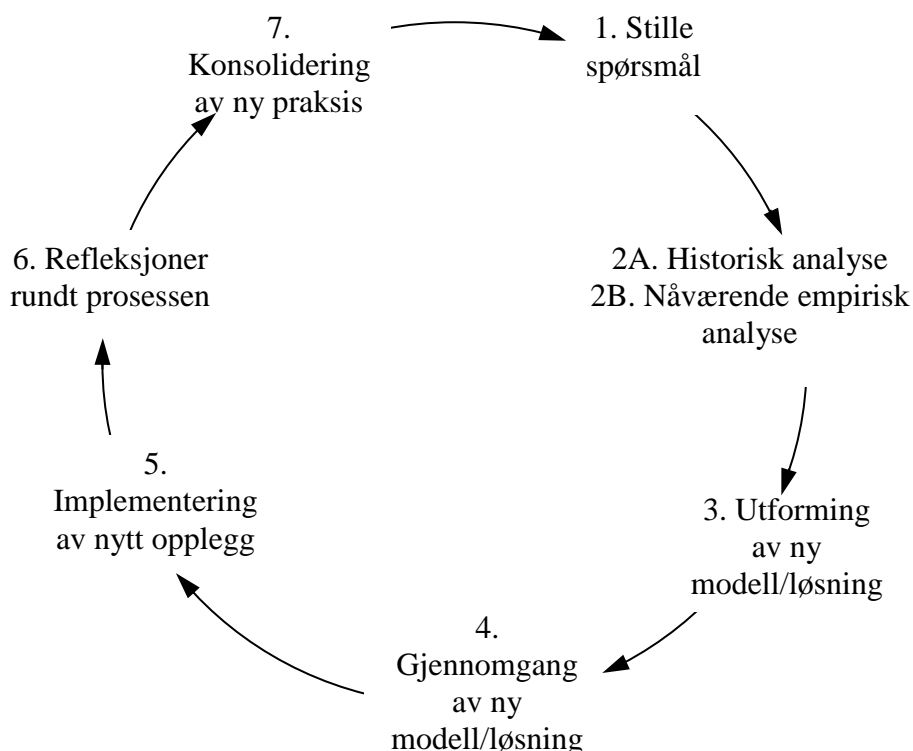 1. Stille
spørsmål
2A. Historisk analyse
2B. Nåværende empirisk
analyse
3. Utforming
av ny
modell/løsning
4.
Gjennomgang
av ny
modell/løsning
5.
Implementering
av nytt opplegg
6. Refleksjoner
rundt prosessen
7.
Konsolidering
av ny praksis